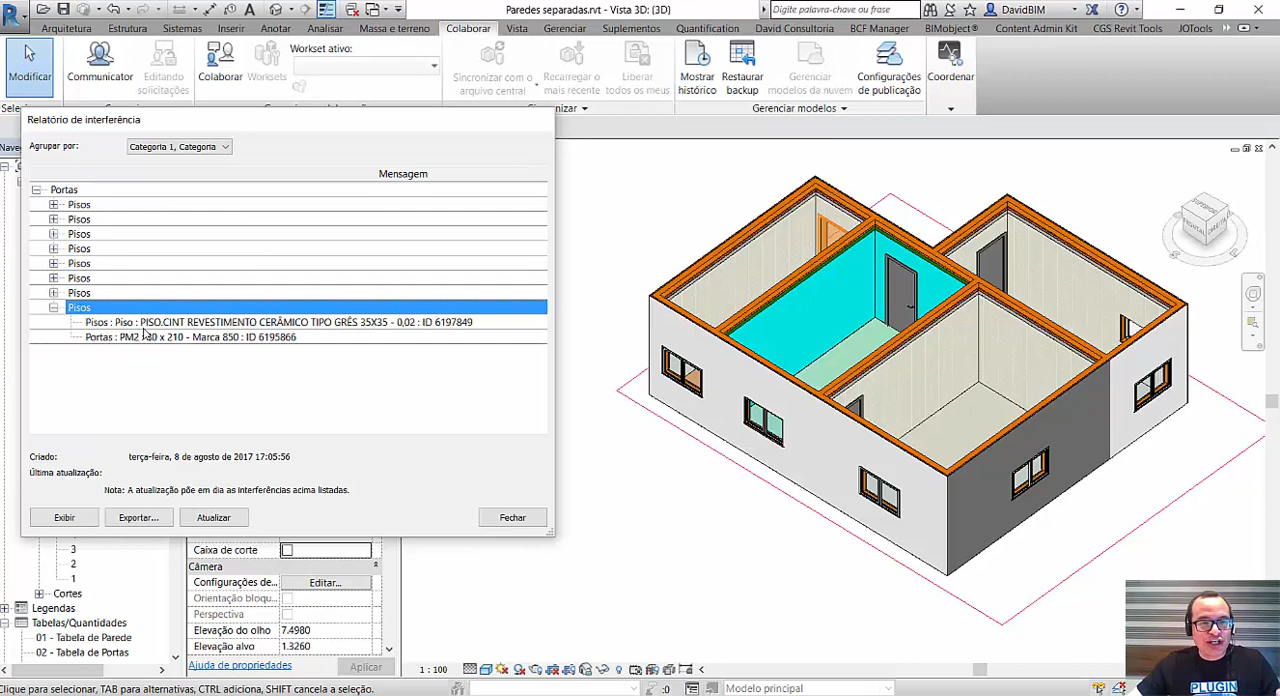 Paredes separadas.rvt - Vista 3D: (3D)
Digite palavra-chave ou frase
DavidBIM
Arquitetura Estrutura Sistemas Inserir Anotar Analisar Massa e terreno Colaborar Vista Gerenciar Suplementos Quantification David Consultoria BCF Manager BIMobject® Content Admin Kit CGS Revit Tools JOTools
Modificar
Communicator
Editando solicitações
Colaborar
Worksets
Workset ativo:
Sincronizar com o arquivo central
Recarregar o mais recente
Liberar todos os meus
Mostrar histórico
Restaurar backup
Gerenciar modelos da nuvem
Configurações de publicação
Coordenar
Gerenciar modelos
Relatório de interferência
Agrupar por: Categoria 1, Categoria
Mensagem
Portas
Pisos
Pisos
Pisos
Pisos
Pisos
Pisos
Pisos
Pisos
Pisos : Piso : PISO.CINT REVESTIMENTO CERÂMICO TIPO GRÊS 35X35 - 0,02 : ID 6197849
Portas : PM2 80 x 210 - Marca 850 : ID 6195866
Criado: terça-feira, 8 de agosto de 2017 17:05:56
Última atualização:
Nota: A atualização põe em dia as interferências acima listadas.
Exibir Exportar... Atualizar Fechar
3
2
1
Cortes
Legendas
Tabelas/Quantidades
01 - Tabela de Parede
02 - Tabela de Portas
Caixa de corte
Câmera
Configurações de... Editar...
Orientação bloqu...
Perspectiva
Elevação do olho 7.4980
Elevação alvo 1.3260
Ajuda de propriedades Aplicar
1 : 100
Clique para selecionar, TAB para alternativas, CTRL adiciona, SHIFT cancela a seleção.
:0
Modelo principal
PLUGIN